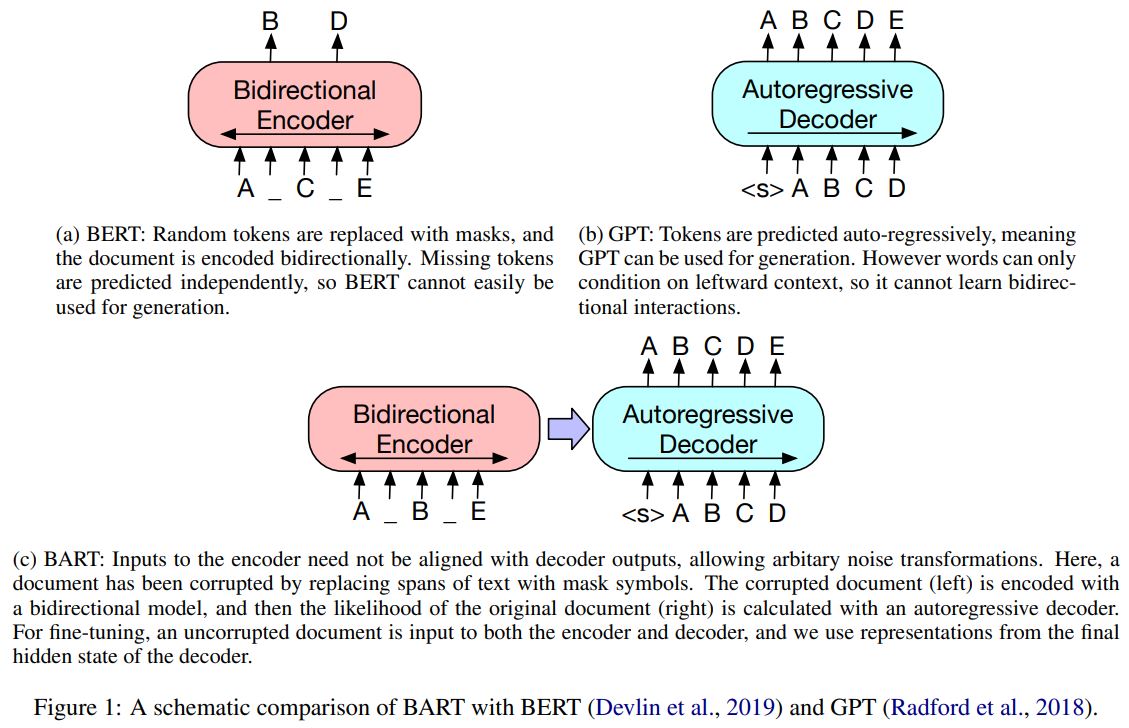 B D
Bidirectional
Encoder
A _ C _ E
(a) BERT: Random tokens are replaced with masks, and
the document is encoded bidirectionally. Missing tokens
are predicted independently, so BERT cannot easily be
used for generation.
A B C D E
Autoregressive
Decoder
<s> A B C D
(b) GPT: Tokens are predicted auto-regressively, meaning
GPT can be used for generation. However words can only
condition on leftward context, so it cannot learn bidirec-
tional interactions.
Bidirectional
Encoder
A _ B _ E
A B C D E
Autoregressive
Decoder
<s> A B C D
(c) BART: Inputs to the encoder need not be aligned with decoder outputs, allowing arbitary noise transformations. Here, a
document has been corrupted by replacing spans of text with mask symbols. The corrupted document (left) is encoded with
a bidirectional model, and then the likelihood of the original document (right) is calculated with an autoregressive decoder.
For fine-tuning, an uncorrupted document is input to both the encoder and decoder, and we use representations from the final
hidden state of the decoder.
Figure 1: A schematic comparison of BART with BERT (Devlin et al., 2019) and GPT (Radford et al., 2018).